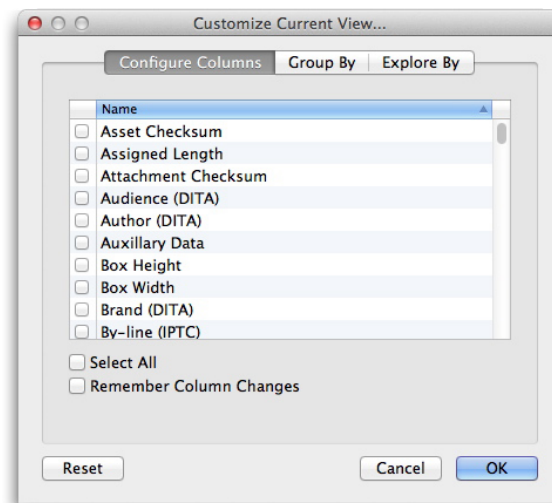 Customize Current View...
Configure Columns Group By Explore By
Name
Asset Checksum
Assigned Length
Attachment Checksum
Audience (DITA)
Author (DITA)
Auxillary Data
Box Height
Box Width
Brand (DITA)
By-line (IPTC)
Select All
Remember Column Changes
Reset Cancel OK